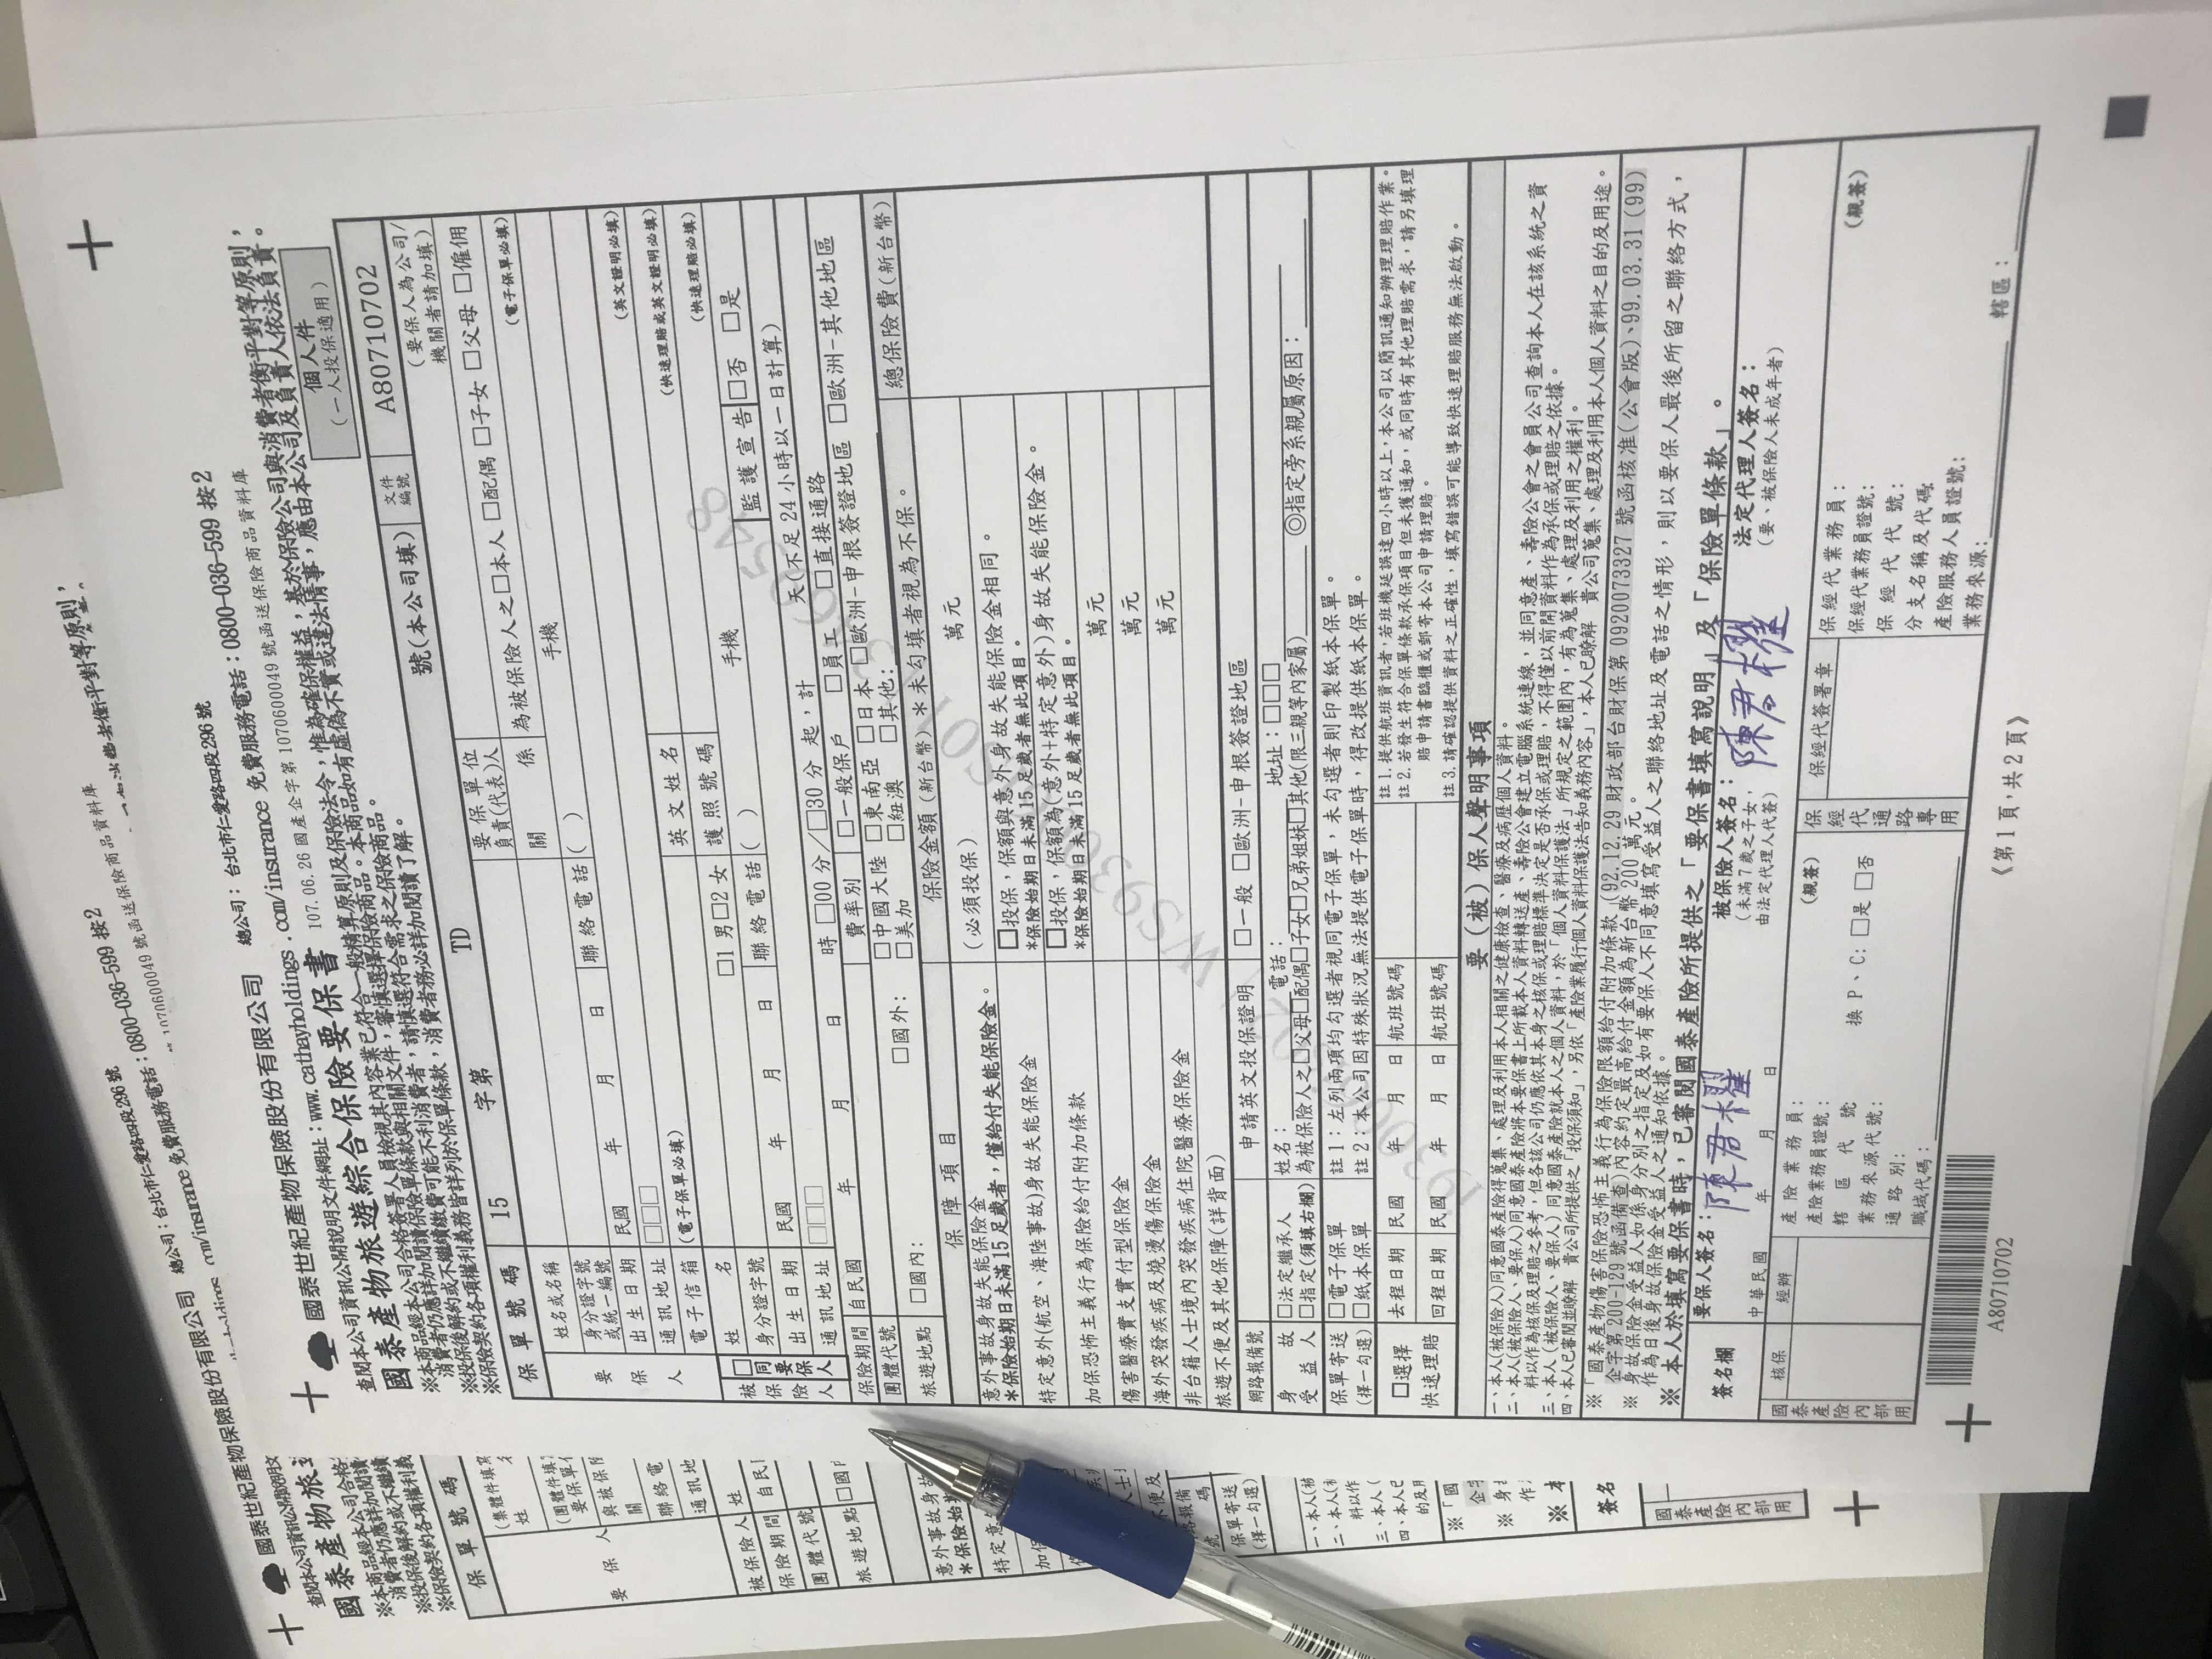 國泰世紀產物保險股份有限公司 總公司：台北市仁愛路四段296號
免費服務電話：0800-036-599 按2
1070600049 號函送保險商品資料庫
國泰世紀產物保險股份有限公司 總公司：台北市仁愛路四段296號
查閱本公司資訊公開說明文件網址：www.cathayholdings.com/insurance 免費服務電話：0800-036-599 按2
國泰產物旅遊綜合保險要保書 107.06.26 國產企字第 1070600049 號函送保險商品資料庫
※本商品經本公司合格簽署人員檢視其內容業已符合一般精算原則及保險法令，惟為確保權益，基於保險公司與消費者衡平對等原則，
消費者仍應詳加閱讀保險單條款與相關文件，審慎選擇保險商品。本商品如有虛偽不實或違法情事，應由本公司及負責人依法負責。
※投保後解約或不繼續繳費可能不利消費者，請慎選符合需求之保險商品。
※保險契約各項權利義務皆詳列於保單條款，消費者務必詳加閱讀了解。
個人件
(一人投保適用)
保單號碼 15 字第 TD 號(本公司填) 文件編號 A80710702
要保人 姓名或名稱 要保單位負責(代表)人 (要保人為公司/機關者請加填)
身分證字號或統一編號 關係 為被保險人之□本人 □配偶 □子女 □父母 □僱佣
出生日期 民國 年 月 日 聯絡電話 ( ) 手機 (電子保單必填)
通訊地址 □□□
電子信箱 (電子保單必填)
被保險人 □同要保人 姓名 □1 男□2 女 英文姓名 (英文證明必填)
身分證字號 護照號碼 (快速理賠或英文證明必填)
出生日期 民國 年 月 日 聯絡電話 ( ) 手機 (快速理賠必填)
通訊地址 □□□ 監護宣告 □否 □是
保險期間 自民國 年 月 日 時 □00 分／□30 分 起，計 天(不足 24 小時以一日計算)
團體代號 費率別 □一般保戶 □員工 □直接通路
旅遊地點 □國內: □國外: □中國大陸 □東南亞 □日本 □歐洲-申根簽證地區 □歐洲-其他地區
□美加 □紐澳 □其他:
保障項目 保險金額 (新台幣) ＊未勾填者視為不保。 總保險費(新台幣)
意外事故身故失能保險金 (必須投保) 萬元
＊保險始期日未滿 15 足歲者，僅給付失能保險金。
特定意外(航空、海陸事故)身故失能保險金 □投保，保額與意外身故失能保險金相同。
*保險始期日未滿 15 足歲者無此項目。
加保恐怖主義行為保險給付附加條款 □投保，保額為(意外+特定意外)身故失能保險金。
*保險始期日未滿 15 足歲者無此項目。
傷害醫療實支實付型保險金 萬元
海外突發疾病及燒燙傷保險金 萬元
非台籍人士境內突發疾病住院醫療保險金 萬元
旅遊不便及其他保障(詳背面)
網路報備號 申請英文投保證明 □一般 □歐洲-申根簽證地區
身故受益人 □法定繼承人 姓名： 電話： 地址：□□□
□指定(須填右欄) 為被保險人之□父母□配偶□子女□兄弟姐妹□其他(限三親等內家屬) ◎指定旁系親屬原因：
保單寄送 □電子保單 註 1：左列兩項均勾選者視同電子保單，未勾選者則印製紙本保單。
(擇一勾選) □紙本保單 註 2：本公司因特殊狀況無法提供電子保單時，得改提供紙本保單。
□選擇快速理賠 去程日期 民國 年 月 日 航班號碼
回程日期 民國 年 月 日 航班號碼
註 1.提供航班資訊者，若班機延誤達四小時以上，本公司以簡訊通知辦理理賠作業。
註 2.若發生符合保單條款承保項目但未獲通知，或同時有其他理賠需求，請另填理
賠申請書臨櫃或郵寄本公司申請理賠。
註 3.請確認提供資料之正確性，填寫錯誤可能導致快速理賠服務無法啟動。
要（被）保人聲明事項
一、本人(被保險人)同意國泰產險得蒐集、處理及利用本人相關之健康檢查、醫療及病歷個人資料。
二、本人(被保險人、要保人)同意國泰產險將本要保書上所載本人資料轉送產、壽險公會建立電腦系統連線，並同意產、壽險公會之會員公司查詢本人在該系統之資
料以作為核保及理賠之參考，但各該公司仍應依其本身之核保或理賠標準決定是否承保或理賠，不得僅以前開資料作為承保或理賠之依據。
三、本人(被保險人、要保人) 同意國泰產險就本人之個人資料，於「個人資料保護法」所規定之範圍內，有為蒐集、處理及利用之權利。
四、本人已審閱並瞭解 貴公司所提供之「投保須知」，另依「產險業履行個人資料保護法告知義務內容」，本人已瞭解 貴公司蒐集、處理及利用本人個人資料之目的及用途。
※「國泰產物傷害保險恐怖主義行為保險限額給付附加條款 (92.12.29 財政部台財保第 0920073327 號函核准(公會版)、99.03.31 (99)
企字第 200-129 號函備查)內容約定最高給付金額為新台幣 200 萬元。
※ 身故保險金受益人如係身分別之指定及如有要保人不同意填寫受益人之聯絡地址及電話之情形，則以要保人最後所留之聯絡方式，
作為日後身故保險金受益人之通知依據。
※ 本人於填寫要保書時，已審閱國泰產險所提供之「要保書填寫說明」及「保險單條款」。
簽名欄 要保人簽名：陳君櫂 被保險人簽名：陳君櫂 法定代理人簽名：
(未滿 7 歲之子女，由法定代理人代簽) (要、被保險人未成年者)
中華民國 年 月 日
國泰產險內部用 核保 經辦 產險業務員： (親簽)
產險業務員證號：
轄區代號
業務來源代號： 換 P、C: □是 □否
通路別：
職域代碼：
保經代通路專用 保經代簽署章 保經代業務員： (親簽)
保經代業務員證號：
保經代代號：
分支名稱及代碼
產險服務人員證號：
業務來源： 轄區：
A80710702
《第 1 頁，共 2 頁》